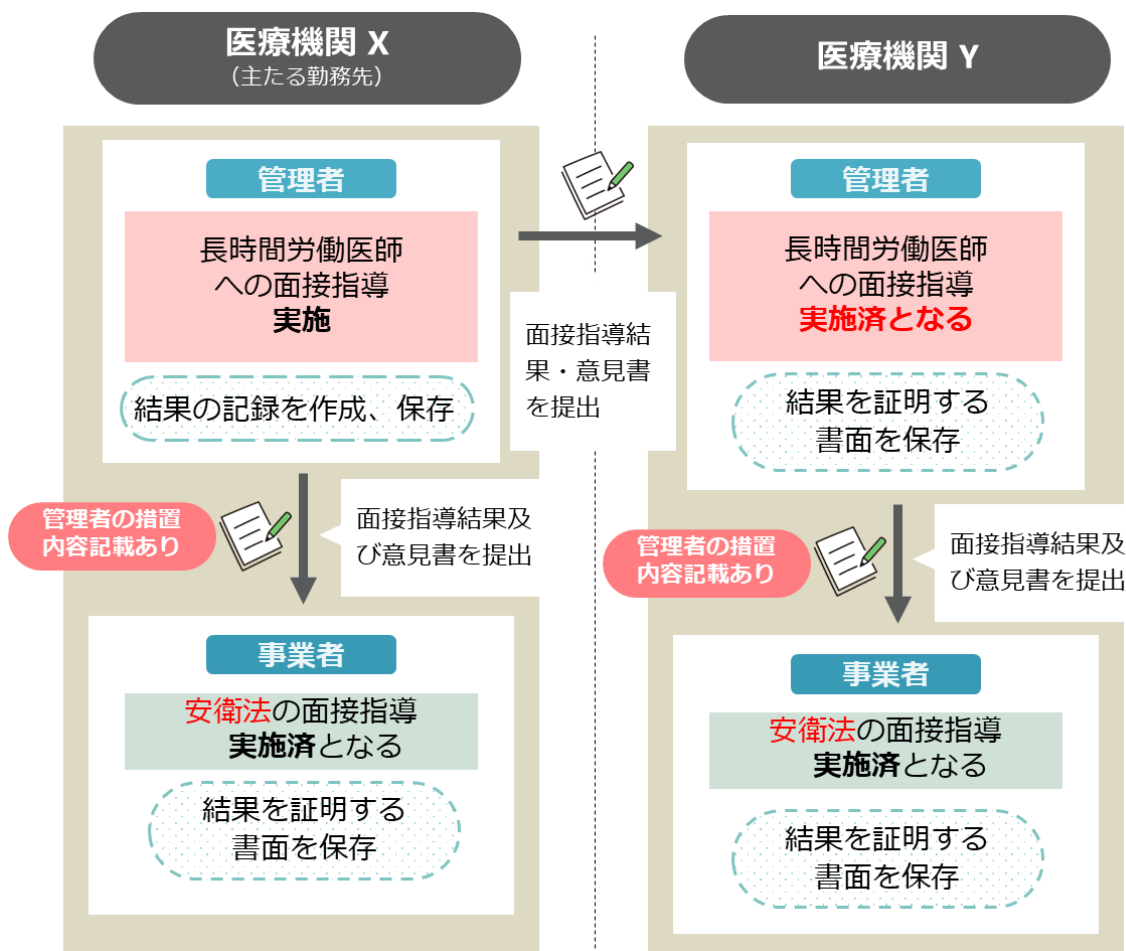 医療機関 X
（主たる勤務先）
管理者
長時間労働医師
への面接指導
実施
結果の記録を作成、保存
管理者の措置
内容記載あり
面接指導結果及
び意見書を提出
事業者
安衛法の面接指導
実施済となる
結果を証明する
書面を保存
面接指導結
果・意見書
を提出
医療機関 Y
管理者
長時間労働医師
への面接指導
実施済となる
結果を証明する
書面を保存
管理者の措置
内容記載あり
面接指導結果及
び意見書を提出
事業者
安衛法の面接指導
実施済となる
結果を証明する
書面を保存